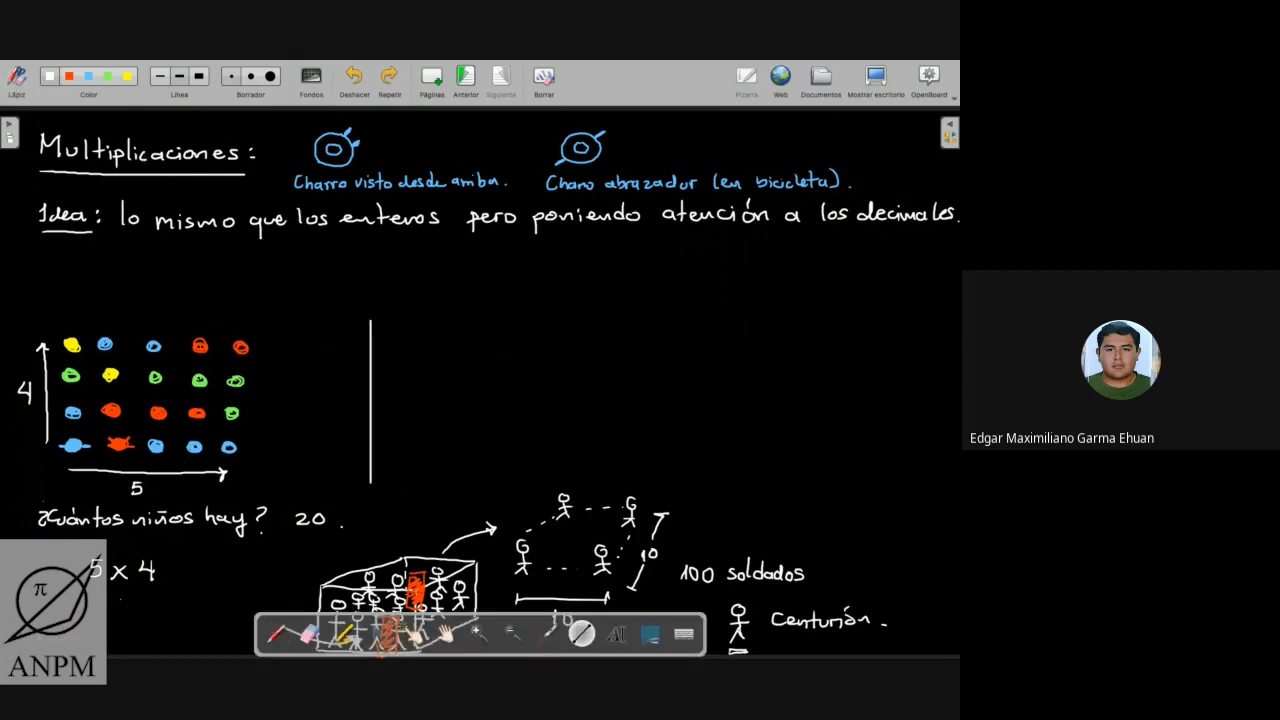 Lápiz
Color
Línea
Borrador
Fondos
Deshacer
Repetir
Páginas
Anterior
Siguiente
Borrar
Pizarra
Web
Documentos
Mostrar escritorio
OpenBoard
Multiplicaciones:
Charro visto desde arriba.
Charro abrazador (en bicicleta).
Idea: lo mismo que los enteros pero poniendo atención a los decimales.
4
5
¿Cuántos niños hay? 20.
5 x 4
10
100 soldados
10
Centurión.
π
ANPM
AI
Edgar Maximiliano Garma Ehuan